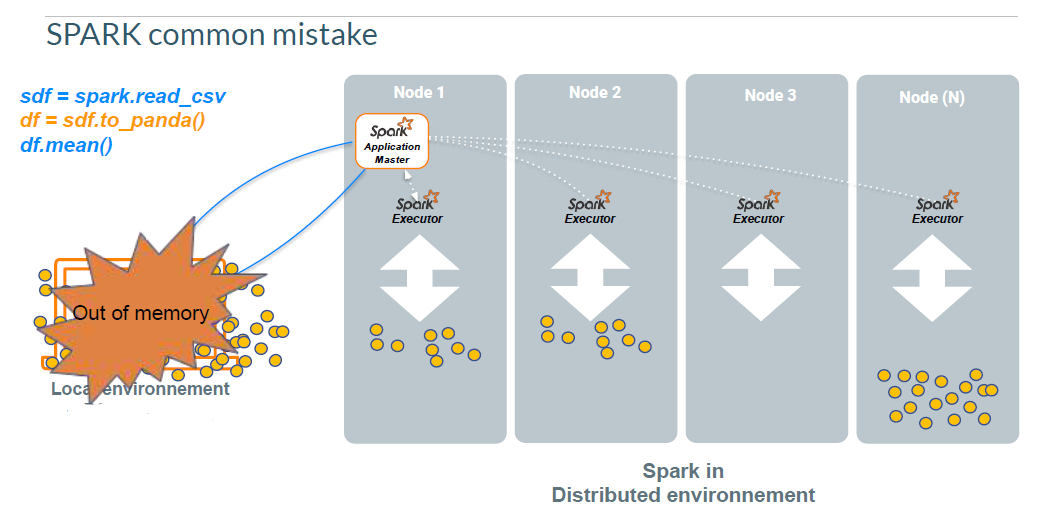 SPARK common mistake
sdf = spark.read_csv
df = sdf.to_panda()
df.mean()
Node 1
Node 2
Node 3
Node (N)
Spark
Application
Master
Spark
Executor
Spark
Executor
Spark
Executor
Spark
Executor
Out of memory
Local environnement
Spark in
Distributed environnement